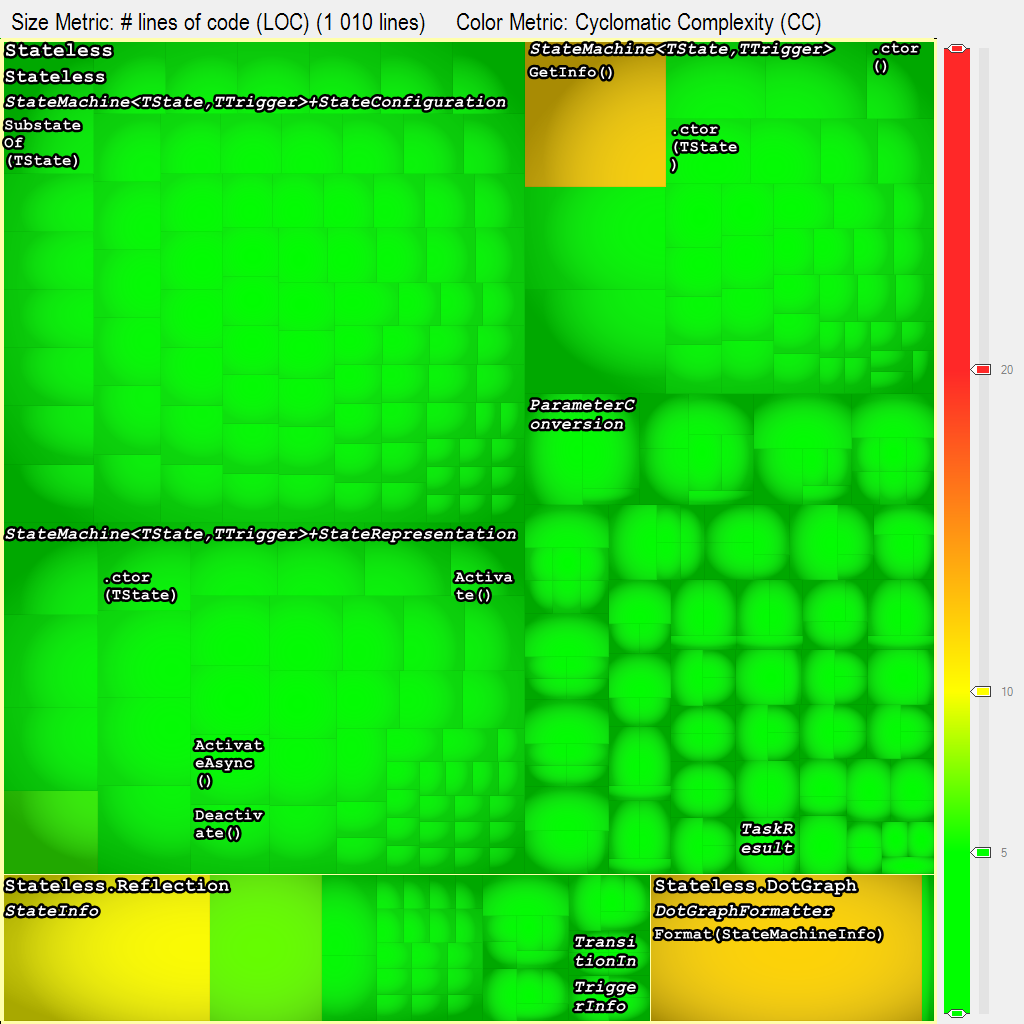 Size Metric: # lines of code (LOC) (1 010 lines) Color Metric: Cyclomatic Complexity (CC)
Stateless
Stateless
StateMachine<TState,TTrigger>+StateConfiguration
Substate
Of
(TState)
StateMachine<TState,TTrigger>
GetInfo()
.ctor
()
.ctor
(TState
)
ParameterC
onversion
20
StateMachine<TState,TTrigger>+StateRepresentation
.ctor
(TState)
Activa
te()
10
Activat
eAsync
()
Deactiv
ate()
TaskR
esult
5
Stateless.Reflection
StateInfo
Transi
tionIn
Trigge
rInfo
Stateless.DotGraph
DotGraphFormatter
Format(StateMachineInfo)